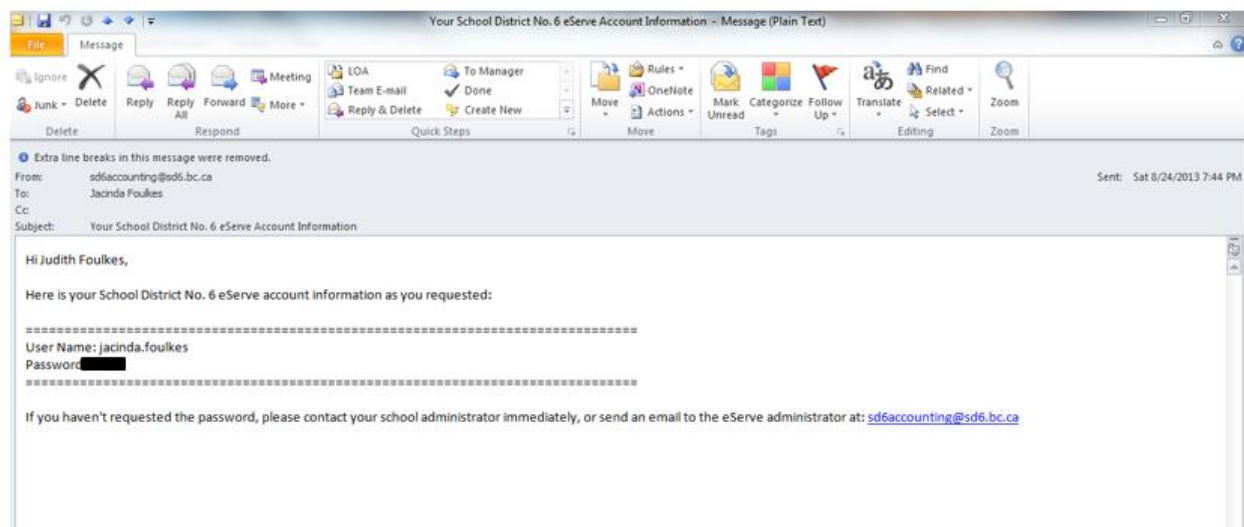 Your School District No. 6 eServe Account Information - Message (Plain Text)
File Message
Ignore
Junk Delete
Reply Reply All Forward Meeting More
LOA To Manager
Team E-mail Done
Reply & Delete Create New
Move Rules OneNote Actions
Mark Unread Categorize Follow Up
Translate Find Related Select
Zoom
Delete Respond Quick Steps Move Tags Editing Zoom
Extra line breaks in this message were removed.
From: sd6accounting@sd6.bc.ca Sent: Sat 8/24/2013 7:44 PM
To: Jacinda Foulkes
Cc:
Subject: Your School District No. 6 eServe Account Information
Hi Judith Foulkes,
Here is your School District No. 6 eServe account information as you requested:
===============================================================================
User Name: jacinda.foulkes
Password
===============================================================================
If you haven't requested the password, please contact your school administrator immediately, or send an email to the eServe administrator at: sd6accounting@sd6.bc.ca